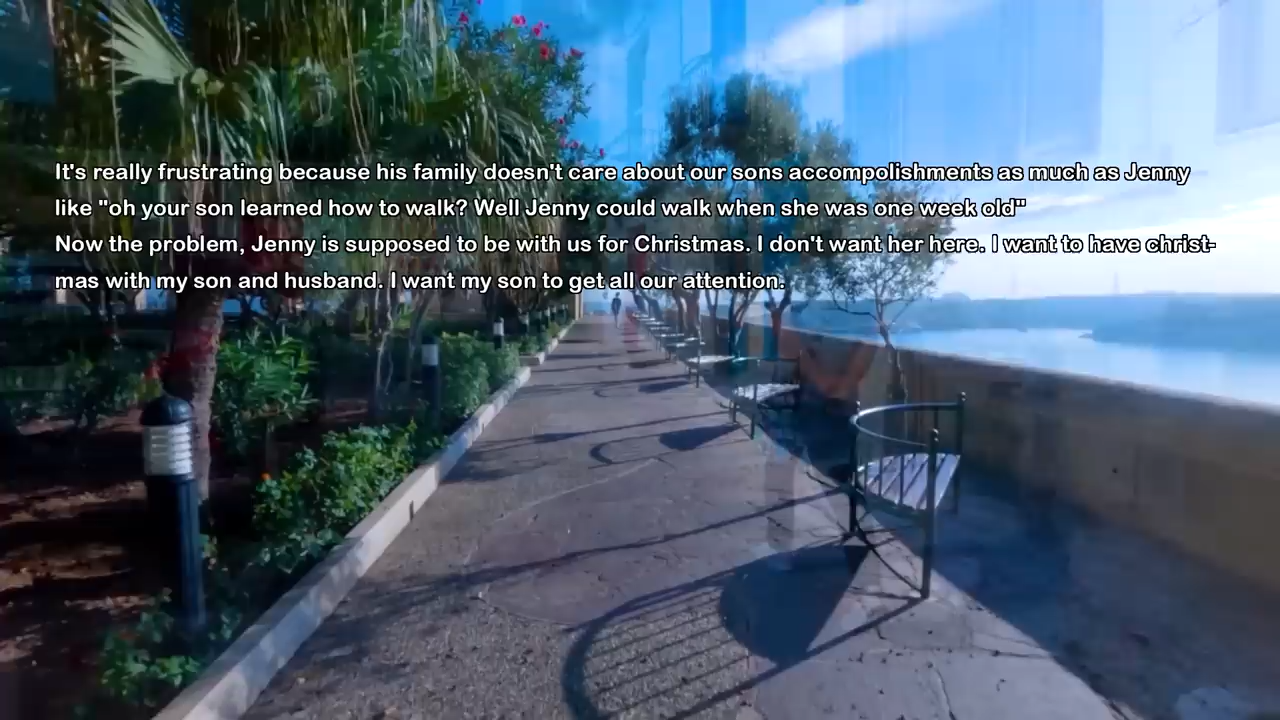 It's really frustrating because his family doesn't care about our sons accompolishments as much as Jenny
like "oh your son learned how to walk? Well Jenny could walk when she was one week old"
Now the problem, Jenny is supposed to be with us for Christmas. I don't want her here. I want to have christ-
mas with my son and husband. I want my son to get all our attention.